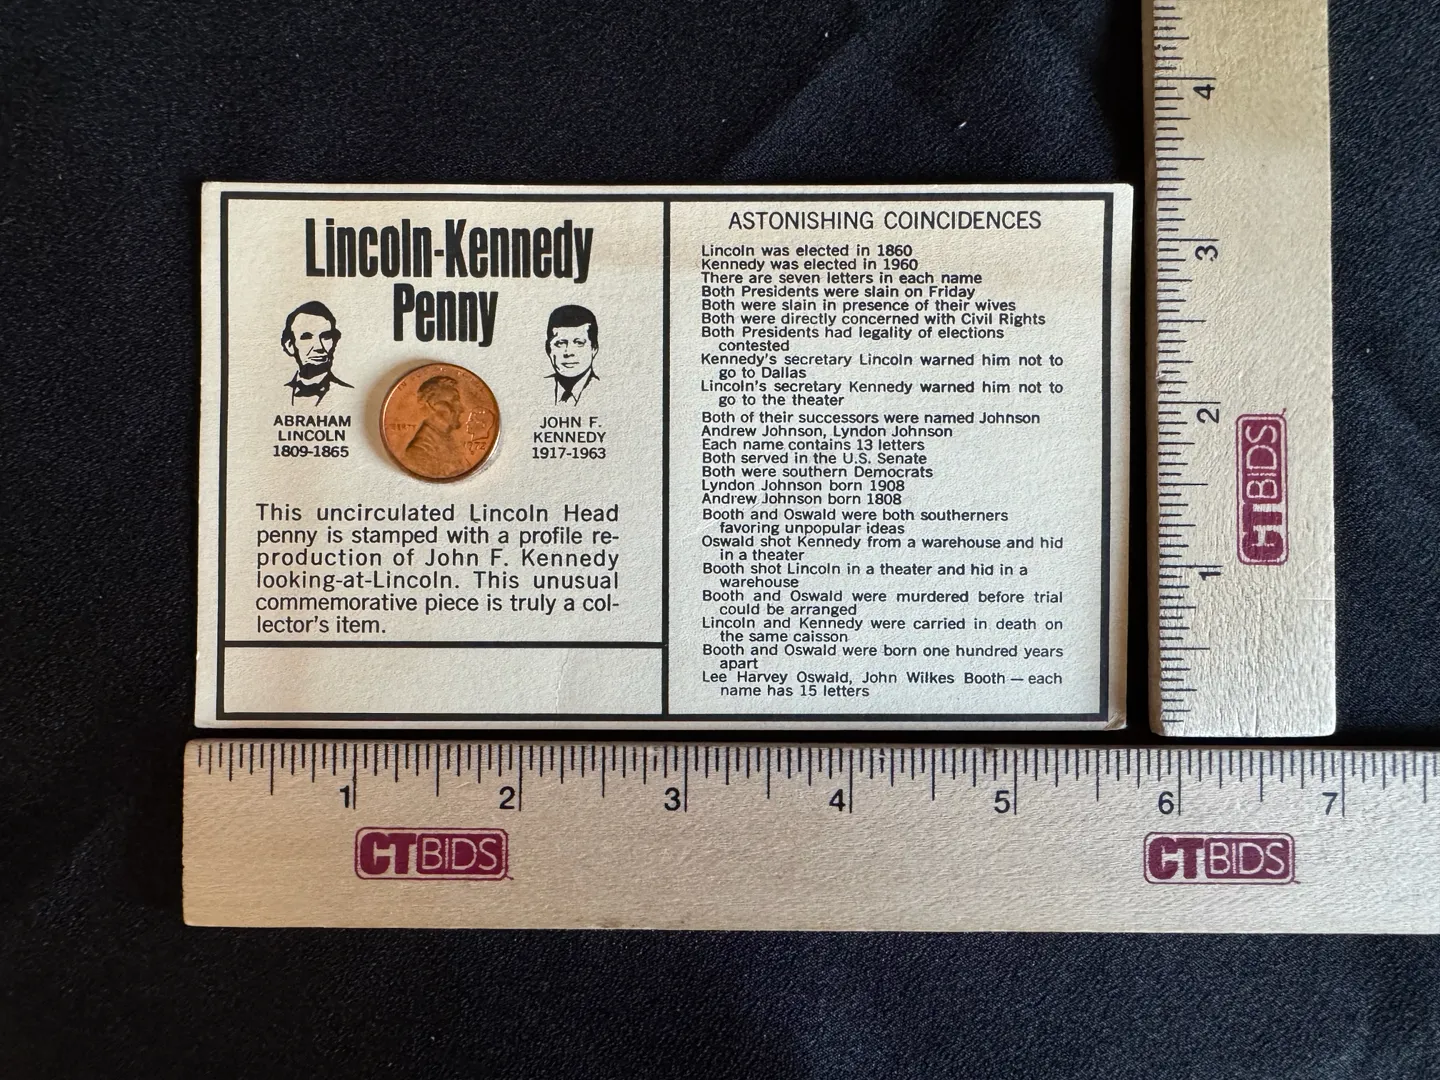 Lincoln-Kennedy
Penny
ABRAHAM
LINCOLN
1809-1865
JOHN F.
KENNEDY
1917-1963
LIBERTY
1972
This uncirculated Lincoln Head
penny is stamped with a profile re-
production of John F. Kennedy
looking-at-Lincoln. This unusual
commemorative piece is truly a col-
lector's item.
ASTONISHING COINCIDENCES
Lincoln was elected in 1860
Kennedy was elected in 1960
There are seven letters in each name
Both Presidents were slain on Friday
Both were slain in presence of their wives
Both were directly concerned with Civil Rights
Both Presidents had legality of elections
contested
Kennedy's secretary Lincoln warned him not to
go to Dallas
Lincoln's secretary Kennedy warned him not to
go to the theater
Both of their successors were named Johnson
Andrew Johnson, Lyndon Johnson
Each name contains 13 letters
Both served in the U.S. Senate
Both were southern Democrats
Lyndon Johnson born 1908
Andrew Johnson born 1808
Booth and Oswald were both southerners
favoring unpopular ideas
Oswald shot Kennedy from a warehouse and hid
in a theater
Booth shot Lincoln in a theater and hid in a
warehouse
Booth and Oswald were murdered before trial
could be arranged
Lincoln and Kennedy were carried in death on
the same caisson
Booth and Oswald were born one hundred years
apart
Lee Harvey Oswald, John Wilkes Booth — each
name has 15 letters
4
3
2
1
CTBIDS
1 2 3 4 5 6 7
CTBIDS CTBIDS